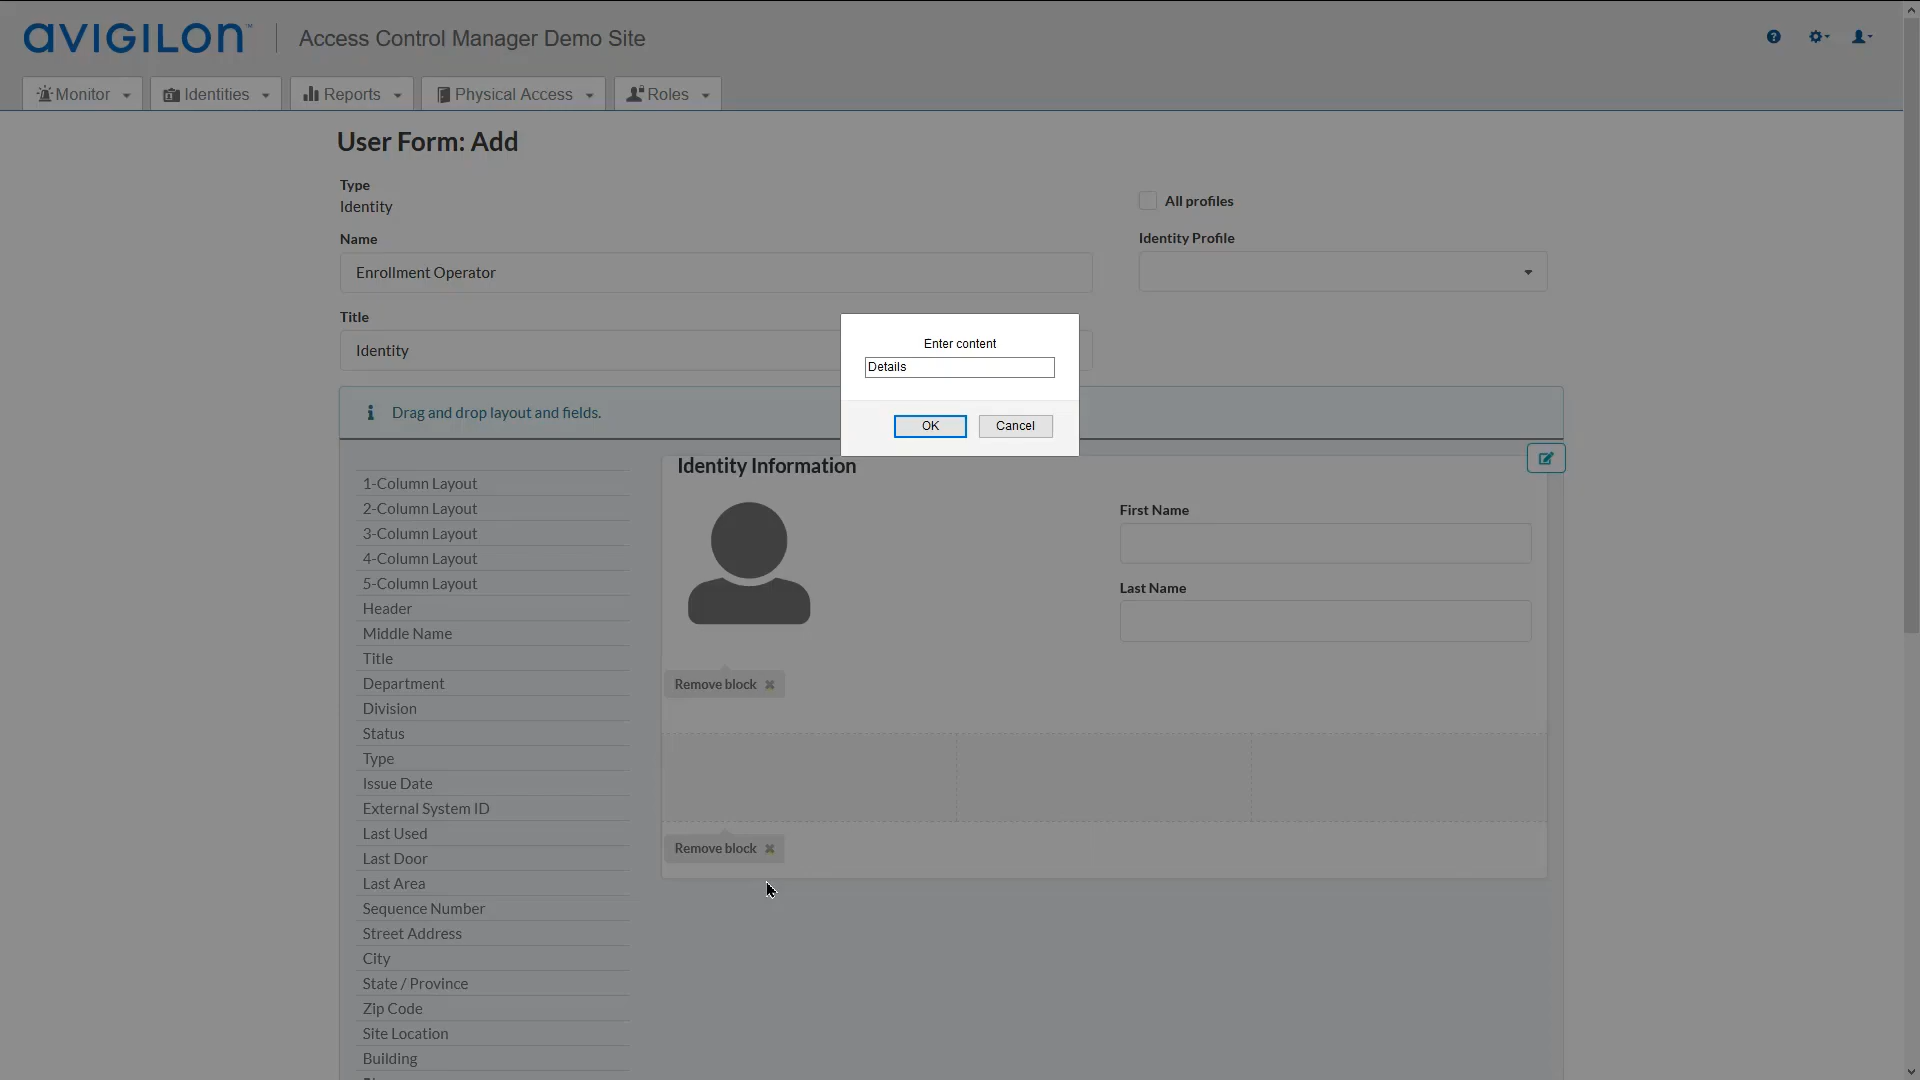 AVIGILON
Access Control Manager Demo Site
Monitor
Identities
Reports
Physical Access
Roles
User Form: Add
Type
Identity
All profiles
Name
Identity Profile
Enrollment Operator
Title
Identity
Enter content
Details
OK
Cancel
Drag and drop layout and fields.
Identity Information
1-Column Layout
2-Column Layout
3-Column Layout
4-Column Layout
5-Column Layout
Header
Middle Name
Title
Department
Division
Status
Type
Issue Date
External System ID
Last Used
Last Door
Last Area
Sequence Number
Street Address
City
State / Province
Zip Code
Site Location
Building
First Name
Last Name
Remove block
Remove block